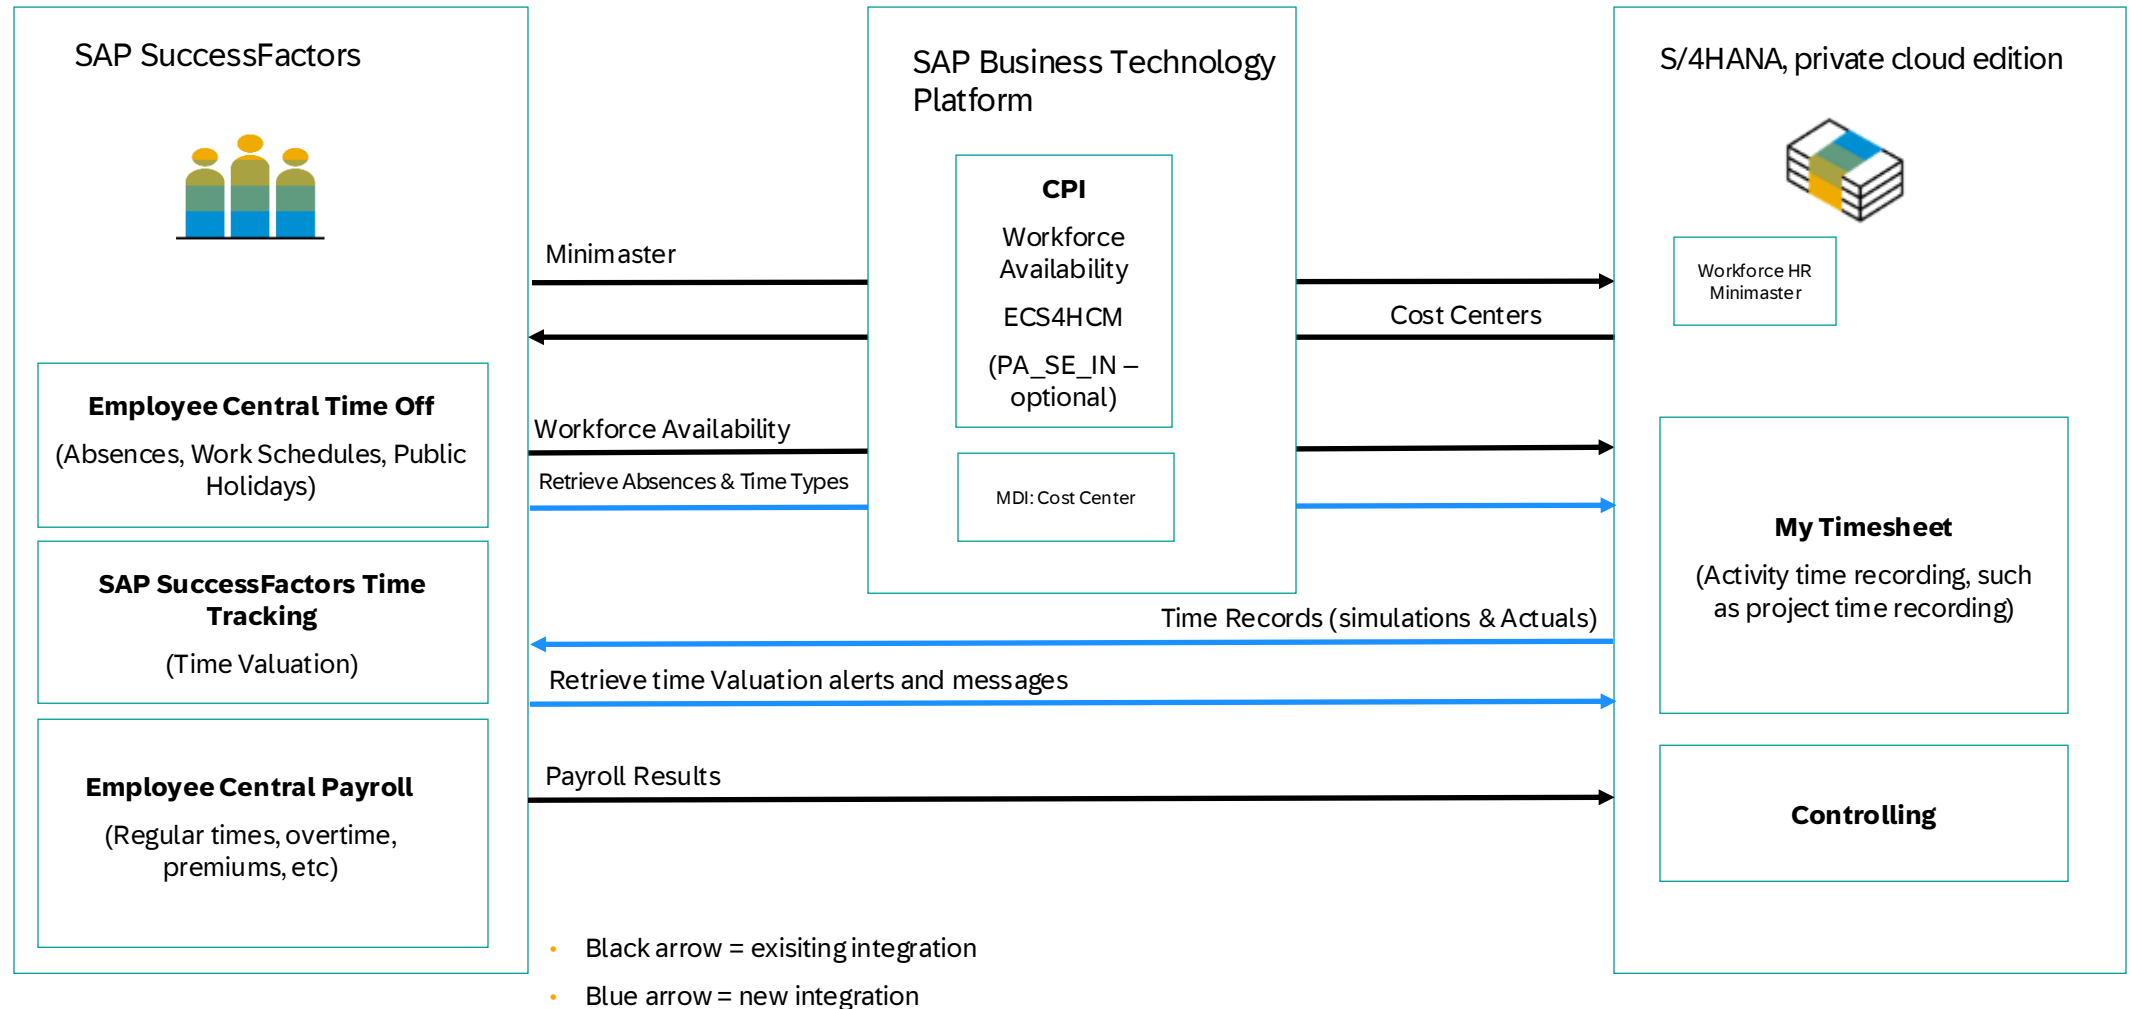 SAP SuccessFactors
SAP Business Technology
Platform
S/4HANA, private cloud edition
CPI
Workforce
Availability
ECS4HCM
(PA_SE_IN –
optional)
MDI: Cost Center
Minimaster
Cost Centers
Workforce HR
Minimaster
Employee Central Time Off
(Absences, Work Schedules, Public
Holidays)
Workforce Availability
Retrieve Absences & Time Types
SAP SuccessFactors Time
Tracking
(Time Valuation)
Time Records (simulations & Actuals)
Retrieve time Valuation alerts and messages
My Timesheet
(Activity time recording, such
as project time recording)
Employee Central Payroll
(Regular times, overtime,
premiums, etc)
Payroll Results
Controlling
• Black arrow = exisiting integration
• Blue arrow = new integration